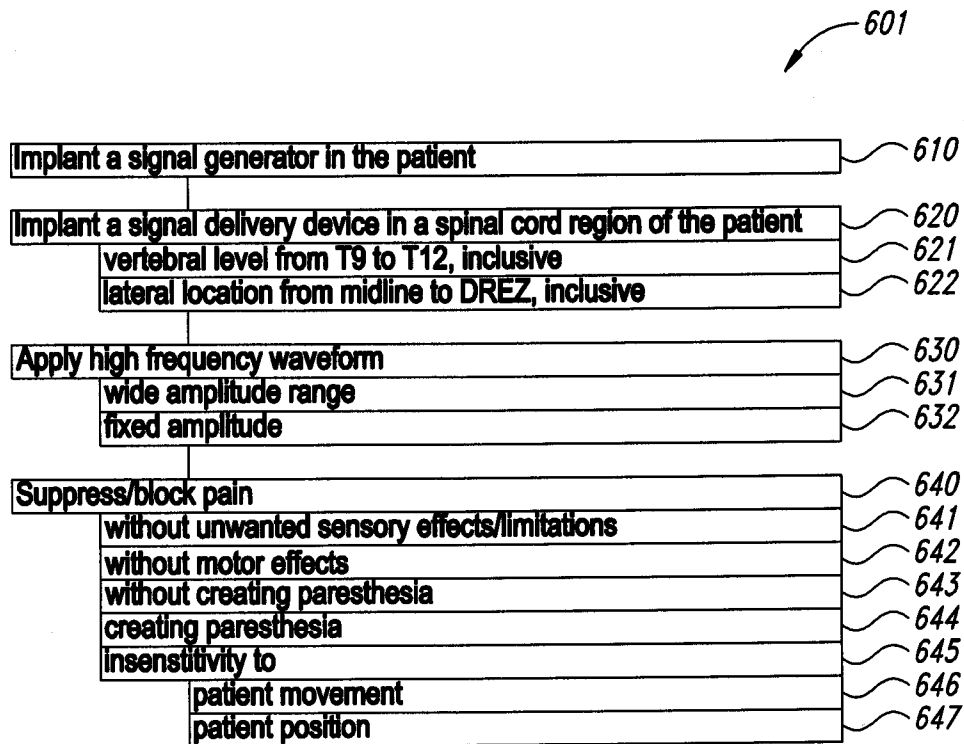 601
Implant a signal generator in the patient 610
Implant a signal delivery device in a spinal cord region of the patient 620
vertebral level from T9 to T12, inclusive 621
lateral location from midline to DREZ, inclusive 622
Apply high frequency waveform 630
wide amplitude range 631
fixed amplitude 632
Suppress/block pain 640
without unwanted sensory effects/limitations 641
without motor effects 642
without creating paresthesia 643
creating paresthesia 644
insenstitivity to 645
patient movement 646
patient position 647